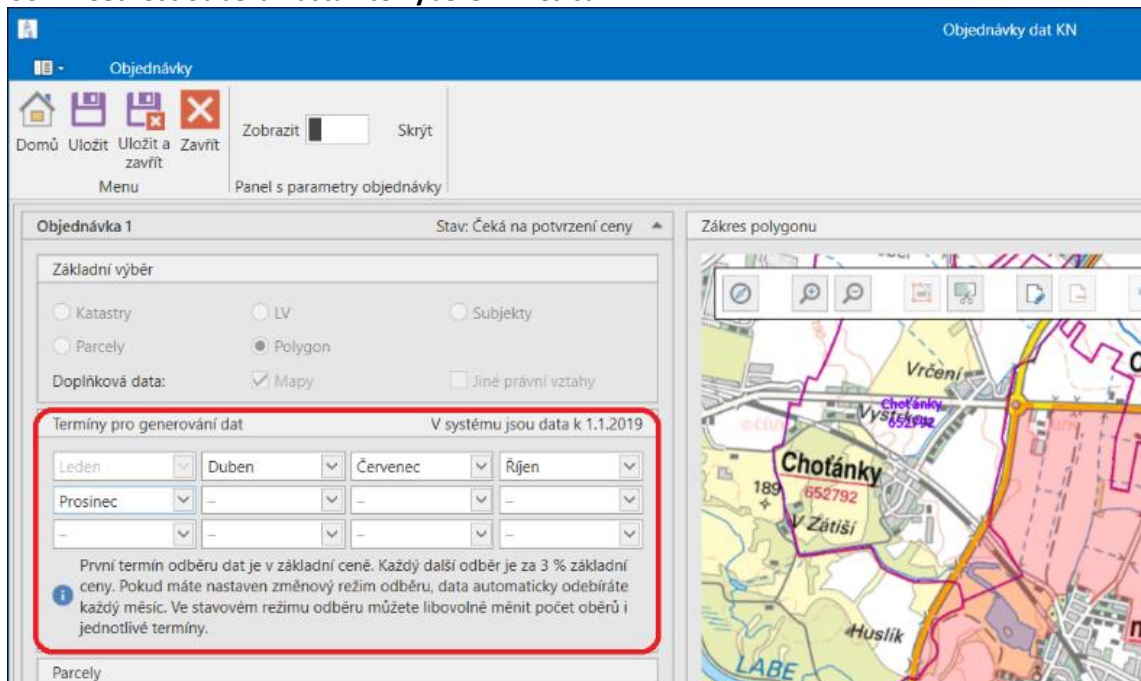 Objednávky dat KN
Objednávky
Domů Uložit Uložit a zavřít Zavřít
Zobrazit Skrýt
Menu Panel s parametry objednávky
Objednávka 1 Stav: Čeká na potvrzení ceny
Základní výběr
Katastry LV Subjekty
Parcely Polygon
Doplňková data: Mapy Jiné právní vztahy
Termíny pro generování dat V systému jsou data k 1.1.2019
Leden Duben Červenec Říjen
Prosinec – – –
– – – –
První termín odběru dat je v základní ceně. Každý další odběr je za 3 % základní
ceny. Pokud máte nastaven změnový režim odběru, data automaticky odebíráte
každý měsíc. Ve stavovém režimu odběru můžete libovolně měnit počet oběrů i
jednotlivé termíny.
Parcely
Zákres polygonu
Vrčení
Choťánky
652792
Choťánky
189 652792
V Zátiší
Huslík
LABE